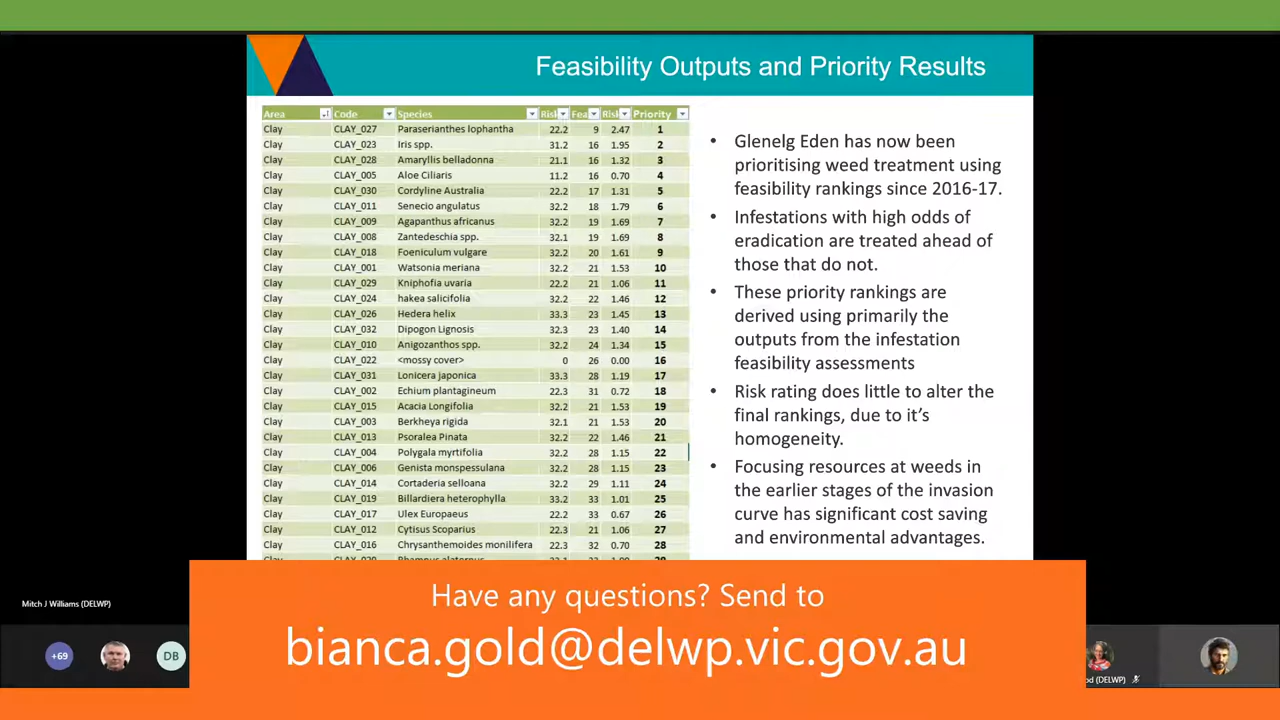 Feasibility Outputs and Priority Results
Area Code Species Ris Fea Ris Priority
Clay CLAY_027 Paraserianthes lophantha 22.2 9 2.47 1
Clay CLAY_023 Iris spp. 31.2 16 1.95 2
Clay CLAY_028 Amaryllis belladonna 21.1 16 1.32 3
Clay CLAY_005 Aloe Ciliaris 11.2 16 0.70 4
Clay CLAY_030 Cordyline Australia 22.2 17 1.31 5
Clay CLAY_011 Senecio angulatus 32.2 18 1.79 6
Clay CLAY_009 Agapanthus africanus 32.2 19 1.69 7
Clay CLAY_008 Zantedeschia spp. 32.1 19 1.69 8
Clay CLAY_018 Foeniculum vulgare 32.2 20 1.61 9
Clay CLAY_001 Watsonia meriana 32.2 21 1.53 10
Clay CLAY_029 Kniphofia uvaria 22.2 21 1.06 11
Clay CLAY_024 hakea salicifolia 32.2 22 1.46 12
Clay CLAY_026 Hedera helix 33.3 23 1.45 13
Clay CLAY_032 Dipogon Lignosis 32.3 23 1.40 14
Clay CLAY_010 Anigozanthos spp. 32.2 24 1.34 15
Clay CLAY_022 <mossy cover> 0 26 0.00 16
Clay CLAY_031 Lonicera japonica 33.3 28 1.19 17
Clay CLAY_002 Echium plantagineum 22.3 31 0.72 18
Clay CLAY_015 Acacia Longifolia 32.2 21 1.53 19
Clay CLAY_003 Berkheya rigida 32.1 21 1.53 20
Clay CLAY_013 Psoralea Pinata 32.2 22 1.46 21
Clay CLAY_004 Polygala myrtifolia 32.2 28 1.15 22
Clay CLAY_006 Genista monspessulana 32.2 28 1.15 23
Clay CLAY_014 Cortaderia selloana 32.2 29 1.11 24
Clay CLAY_019 Billardiera heterophylla 33.2 33 1.01 25
Clay CLAY_017 Ulex Europaeus 22.2 33 0.67 26
Clay CLAY_012 Cytisus Scoparius 22.3 21 1.06 27
Clay CLAY_016 Chrysanthemoides monilifera 22.3 32 0.70 28
• Glenelg Eden has now been
prioritising weed treatment using
feasibility rankings since 2016-17.
• Infestations with high odds of
eradication are treated ahead of
those that do not.
• These priority rankings are
derived using primarily the
outputs from the infestation
feasibility assessments
• Risk rating does little to alter the
final rankings, due to it's
homogeneity.
• Focusing resources at weeds in
the earlier stages of the invasion
curve has significant cost saving
and environmental advantages.
Have any questions? Send to
bianca.gold@delwp.vic.gov.au
Mitch J Williams (DELWP)
+69
DB
od (DELWP)